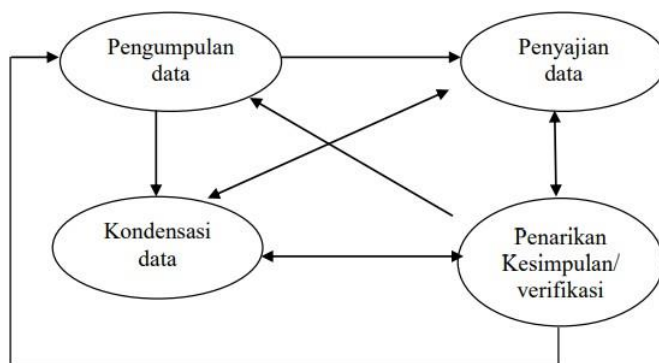 Pengumpulan
data
Penyajian
data
Kondensasi
data
Penarikan
Kesimpulan/
verifikasi